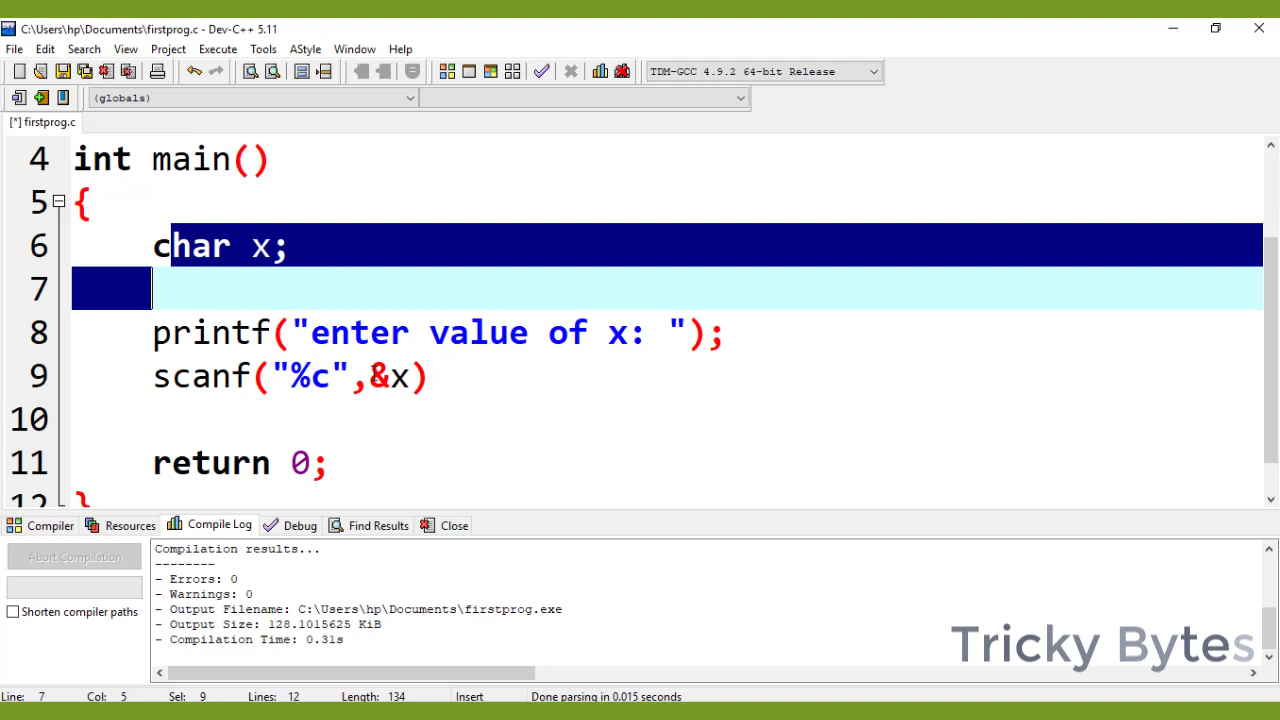 C:\Users\hp\Documents\firstprog.c - Dev-C++ 5.11
File Edit Search View Project Execute Tools AStyle Window Help
TDM-GCC 4.9.2 64-bit Release
(globals)
[*] firstprog.c
4 int main()
5 {
6 char x;
7
8 printf("enter value of x: ");
9 scanf("%c",&x)
10
11 return 0;
12 }
Compiler Resources Compile Log Debug Find Results Close
Abort Compilation
Shorten compiler paths
Compilation results...
--------
- Errors: 0
- Warnings: 0
- Output Filename: C:\Users\hp\Documents\firstprog.exe
- Output Size: 128.1015625 KiB
- Compilation Time: 0.31s
Tricky Bytes
Line: 7 Col: 5 Sel: 9 Lines: 12 Length: 134 Insert Done parsing in 0.015 seconds